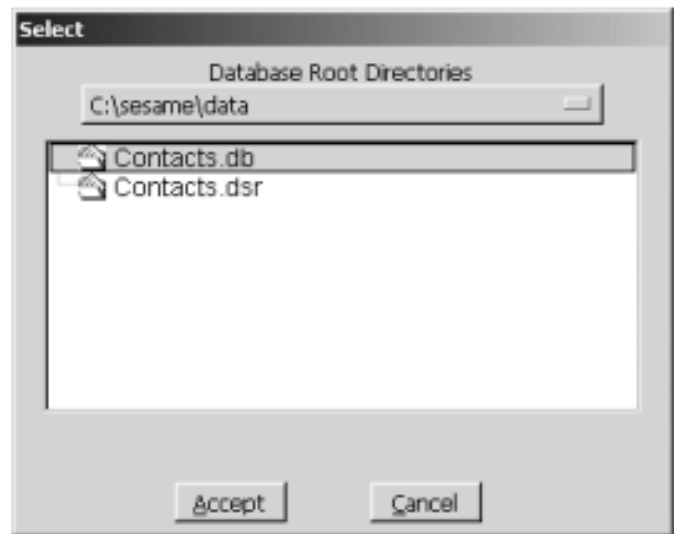 Select
Database Root Directories
C:\sesame\data
Contacts.db
Contacts.dsr
Accept
Cancel